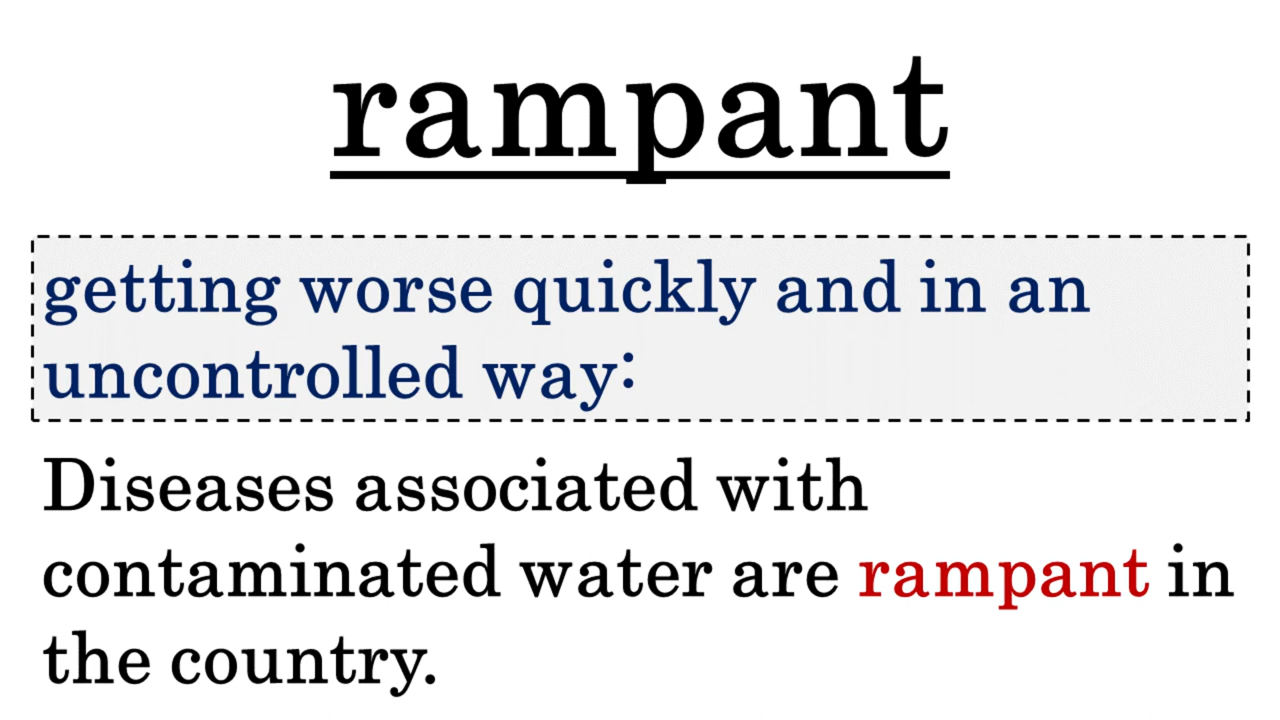 rampant
getting worse quickly and in an
uncontrolled way:
Diseases associated with
contaminated water are rampant in
the country.